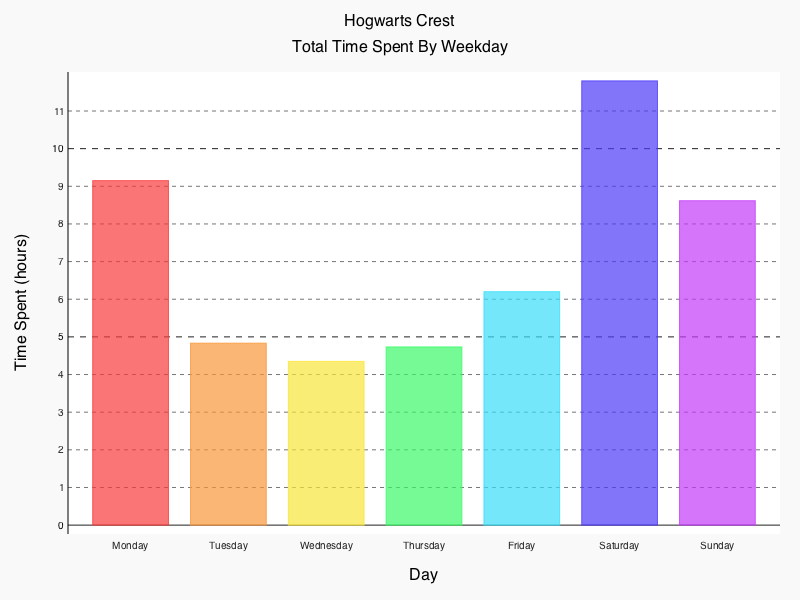 Hogwarts Crest
Total Time Spent By Weekday
Time Spent (hours)
11
10
9
8
7
6
5
4
3
2
1
0
Monday Tuesday Wednesday Thursday Friday Saturday Sunday
Day